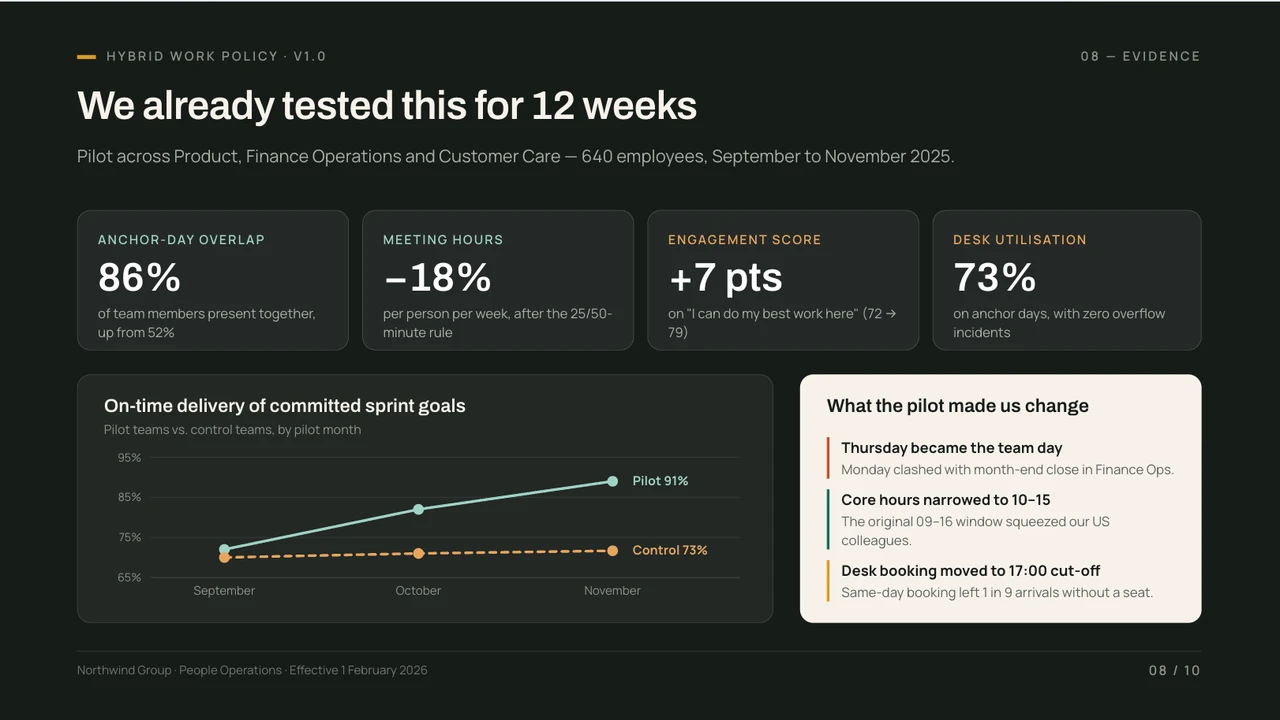 HYBRID WORK POLICY · V1.0
08 — EVIDENCE
We already tested this for 12 weeks
Pilot across Product, Finance Operations and Customer Care — 640 employees, September to November 2025.
ANCHOR-DAY OVERLAP
86%
of team members present together,
up from 52%
MEETING HOURS
−18%
per person per week, after the 25/50-
minute rule
ENGAGEMENT SCORE
+7 pts
on "I can do my best work here" (72 →
79)
DESK UTILISATION
73%
on anchor days, with zero overflow
incidents
On-time delivery of committed sprint goals
Pilot teams vs. control teams, by pilot month
95%
85%
75%
65%
Pilot 91%
Control 73%
September
October
November
What the pilot made us change
Thursday became the team day
Monday clashed with month-end close in Finance Ops.
Core hours narrowed to 10–15
The original 09–16 window squeezed our US
colleagues.
Desk booking moved to 17:00 cut-off
Same-day booking left 1 in 9 arrivals without a seat.
Northwind Group · People Operations · Effective 1 February 2026
08 / 10